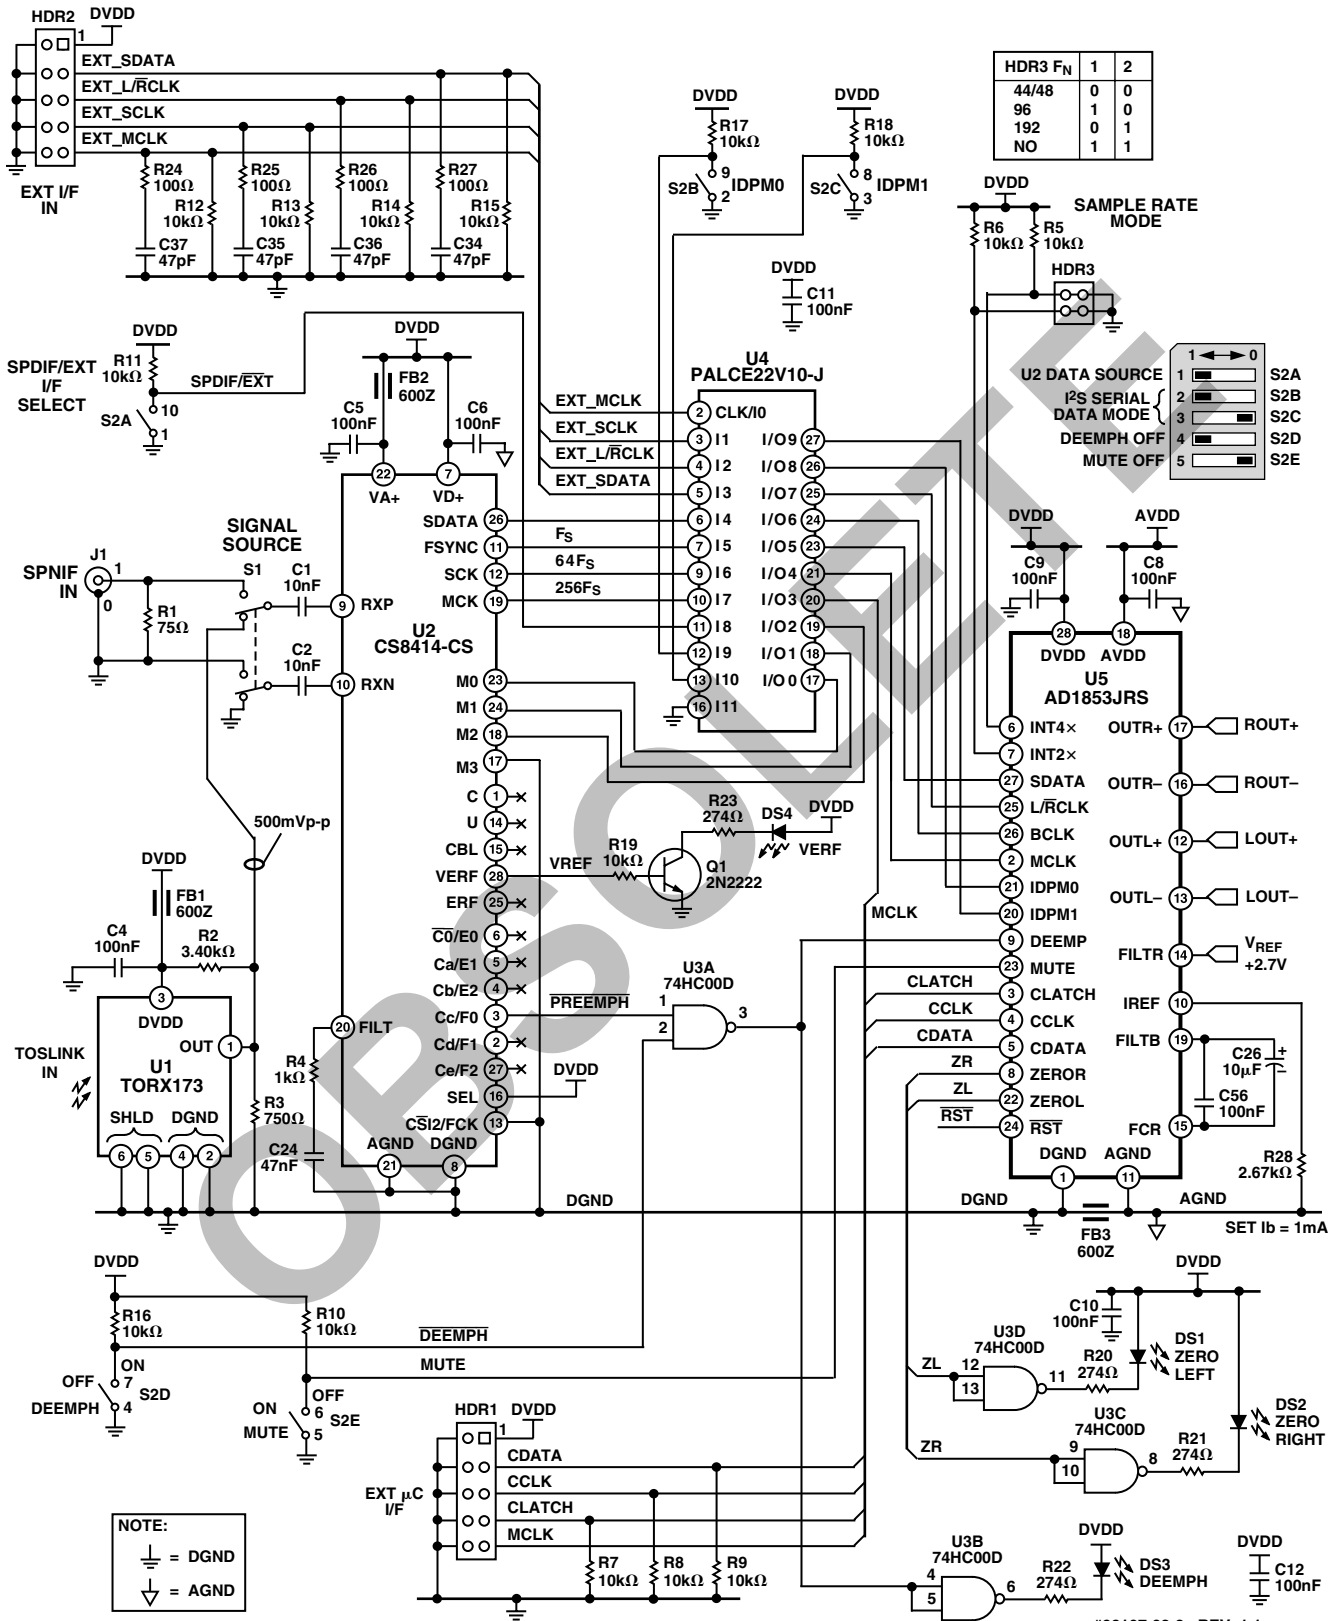 HDR2 DVDD
1
EXT_SDATA
EXT_L/R̅CLK
EXT_SCLK
EXT_MCLK
EXT I/F
IN
R24
100Ω
R12
10kΩ
C37
47pF
R25
100Ω
R13
10kΩ
C35
47pF
R26
100Ω
R14
10kΩ
C36
47pF
R27
100Ω
R15
10kΩ
C34
47pF
DVDD
R17
10kΩ
9
S2B
IDPM0
2
DVDD
R18
10kΩ
8
S2C
IDPM1
3
HDR3 FN 1 2
44/48 0 0
96 1 0
192 0 1
NO 1 1
DVDD
SAMPLE RATE
MODE
R6
10kΩ
R5
10kΩ
HDR3
DVDD
C11
100nF
1 0
U2 DATA SOURCE 1 S2A
I²S SERIAL
DATA MODE
2 S2B
3 S2C
DEEMPH OFF 4 S2D
MUTE OFF 5 S2E
SPDIF/EXT
I/F
SELECT
DVDD
R11
10kΩ
SPDIF/E̅X̅T̅
10
S2A
1
DVDD
FB2
600Z
C5
100nF
C6
100nF
22
VA+
7
VD+
U2
CS8414-CS
SDATA 26
FSYNC 11
SCK 12
MCK 19
FS
64FS
256FS
9 RXP
10 RXN
M0 23
M1 24
M2 18
M3 17
C 1
U 14
CBL 15
VERF 28
ERF 25
C̅0̅/E0 6
Ca/E1 5
Cb/E2 4
Cc/F0 3
Cd/F1 2
Ce/F2 27
SEL 16
C̅S̅I2/FCK 13
20 FILT
AGND
21
DGND
8
DVDD
SIGNAL
SOURCE
S1
J1
1
0
SPNIF
IN
R1
75Ω
C1
10nF
C2
10nF
500mVp-p
DVDD
FB1
600Z
C4
100nF
R2
3.40kΩ
3
DVDD
OUT 1
TOSLINK
IN
U1
TORX173
SHLD DGND
6 5 4 2
R3
750Ω
R4
1kΩ
C24
47nF
U4
PALCE22V10-J
EXT_MCLK
EXT_SCLK
EXT_L/R̅CLK
EXT_SDATA
2 CLK/I0
3 I1
4 I2
5 I3
6 I4
7 I5
9 I6
10 I7
11 I8
12 I9
13 I10
16 I11
I/O9 27
I/O8 26
I/O7 25
I/O6 24
I/O5 23
I/O4 21
I/O3 20
I/O2 19
I/O1 18
I/O0 17
VREF
R19
10kΩ
Q1
2N2222
R23
274Ω
DS4
VERF
DVDD
MCLK
U3A
74HC00D
P̅R̅E̅E̅M̅P̅H̅
1
2
3
DVDD
C9
100nF
AVDD
C8
100nF
28
DVDD
18
AVDD
U5
AD1853JRS
6 INT4×
7 INT2×
27 SDATA
25 L/R̅CLK
26 BCLK
2 MCLK
21 IDPM0
20 IDPM1
9 DEEMP
23 MUTE
CLATCH 3 CLATCH
CCLK 4 CCLK
CDATA 5 CDATA
ZR 8 ZEROR
ZL 22 ZEROL
R̅S̅T̅ 24 R̅S̅T̅
OUTR+ 17 ROUT+
OUTR– 16 ROUT–
OUTL+ 12 LOUT+
OUTL– 13 LOUT–
FILTR 14 VREF
+2.7V
IREF 10
FILTB 19
FCR 15
C26
10µF
+
–
C56
100nF
R28
2.67kΩ
DGND
1
AGND
11
DGND
DGND
AGND
FB3
600Z
SET Ib = 1mA
DVDD
R16
10kΩ
ON
OFF
7
S2D
DEEMPH
4
R10
10kΩ
D̅E̅E̅M̅P̅H̅
MUTE
OFF
ON
6
S2E
MUTE
5
HDR1 DVDD
1
CDATA
CCLK
CLATCH
MCLK
EXT µC
I/F
R7
10kΩ
R8
10kΩ
R9
10kΩ
DVDD
C10
100nF
U3D
74HC00D
ZL
12
13
11
R20
274Ω
DS1
ZERO
LEFT
U3C
74HC00D
ZR
9
10
8
R21
274Ω
DS2
ZERO
RIGHT
U3B
74HC00D
4
5
6
R22
274Ω
DVDD
DS3
DEEMPH
DVDD
C12
100nF
NOTE:
= DGND
= AGND
OBSOLETE